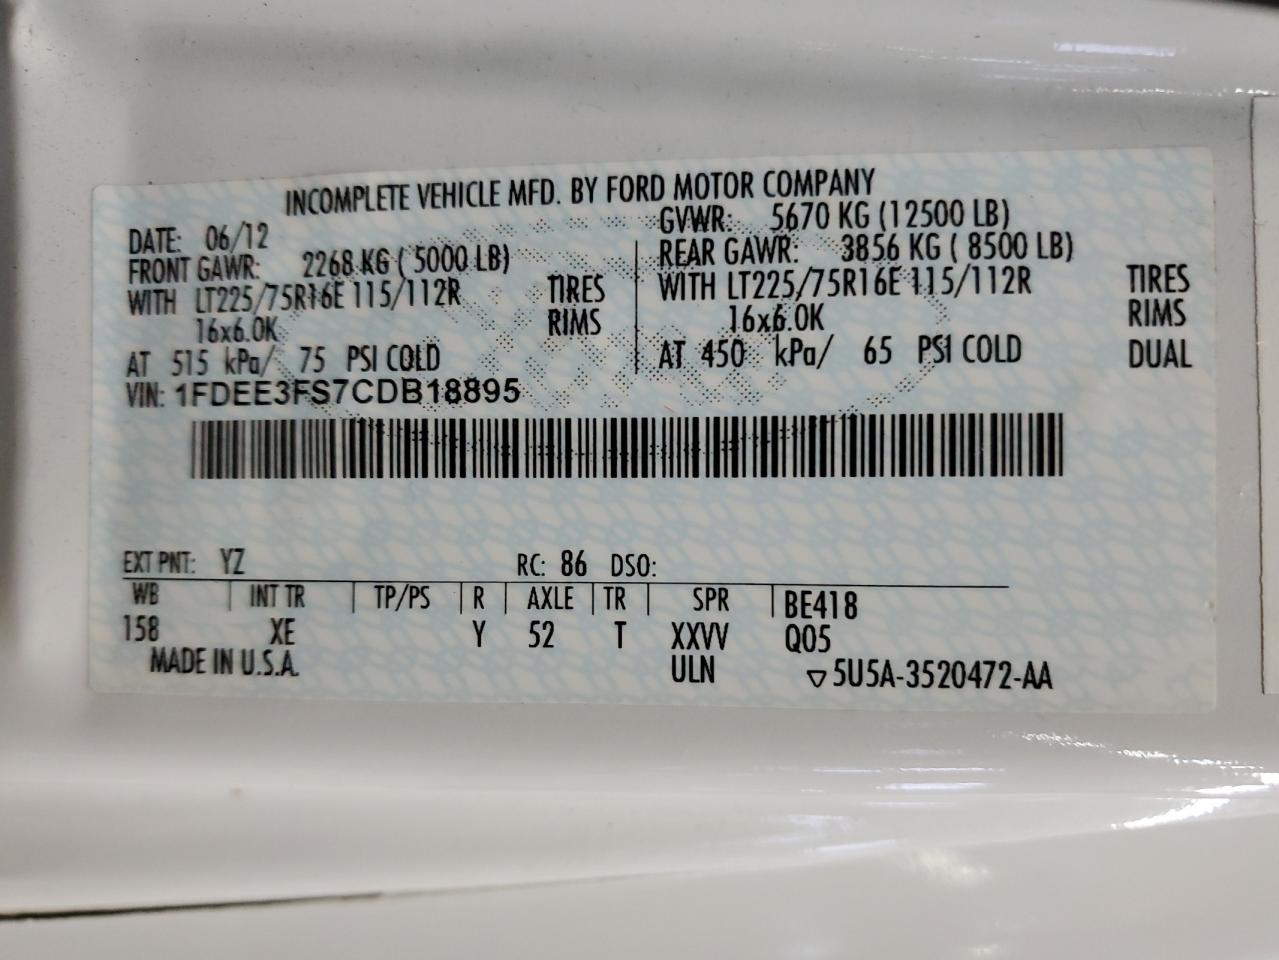 INCOMPLETE VEHICLE MFD. BY FORD MOTOR COMPANY
DATE: 06/12 GVWR: 5670 KG (12500 LB)
FRONT GAWR: 2268 KG ( 5000 LB) REAR GAWR: 3856 KG ( 8500 LB)
WITH LT225/75R16E 115/112R TIRES WITH LT225/75R16E 115/112R TIRES
16x6.0K RIMS 16x6.0K RIMS
AT 515 kPa/ 75 PSI COLD AT 450 kPa/ 65 PSI COLD DUAL
VIN: 1FDEE3FS7CDB18895
EXT PNT: YZ RC: 86 DSO:
WB INT TR TP/PS R AXLE TR SPR BE418
158 XE Y 52 T XXVV Q05
MADE IN U.S.A. ULN ▽5U5A-3520472-AA